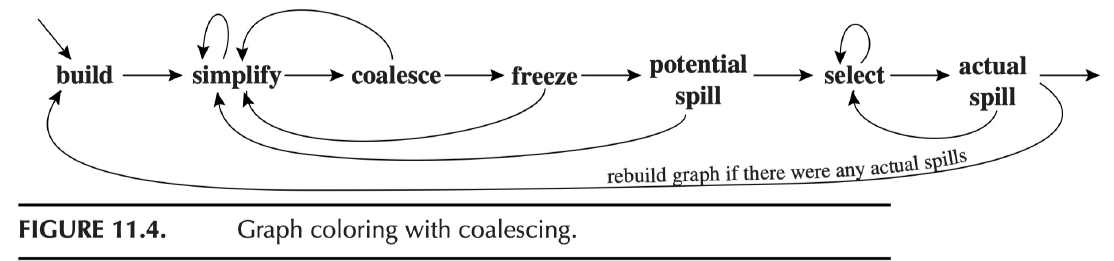 build simplify coalesce freeze potential spill select actual spill
rebuild graph if there were any actual spills
FIGURE 11.4. Graph coloring with coalescing.